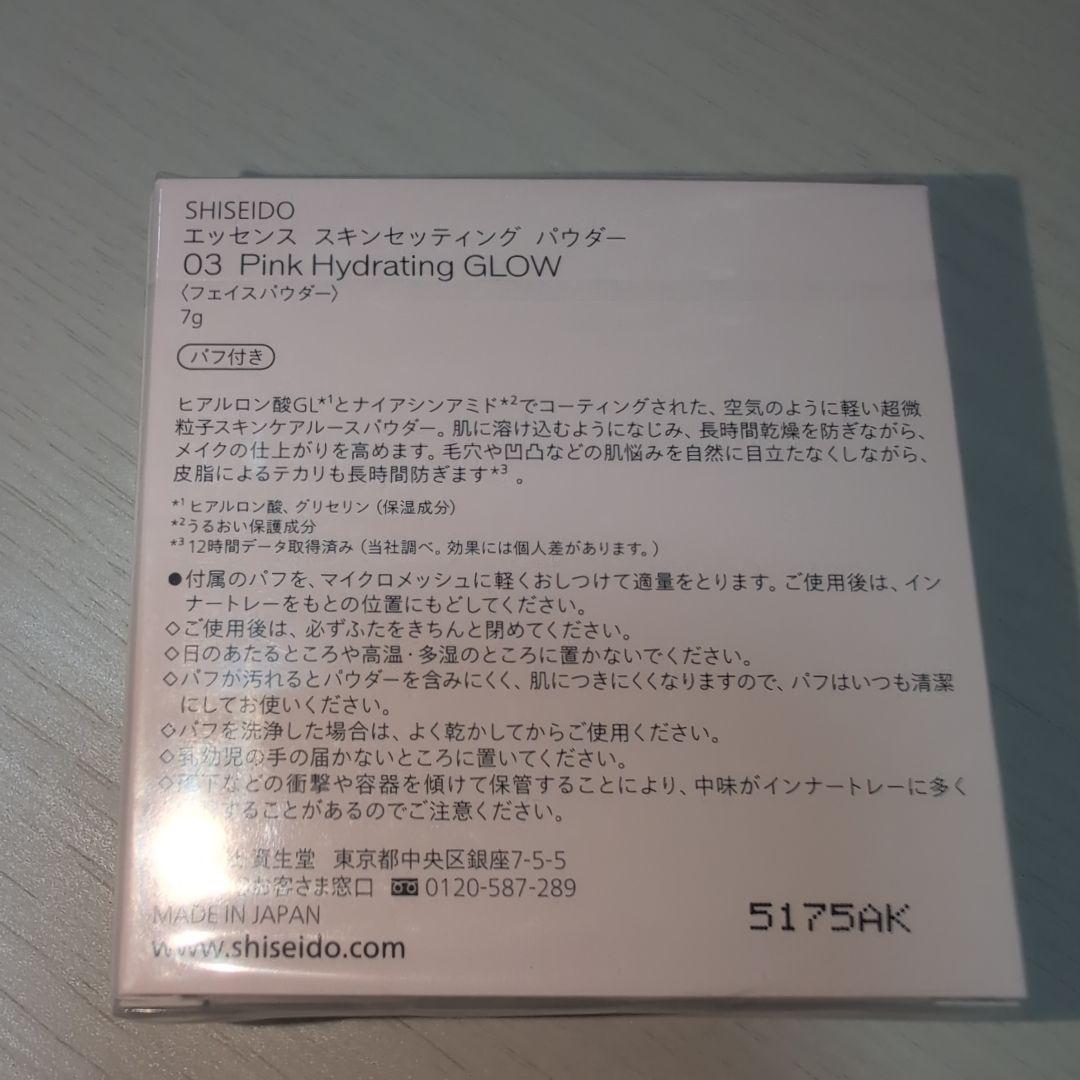 SHISEIDO
エッセンス スキンセッティング パウダー
03 Pink Hydrating GLOW
〈フェイスパウダー〉
7g
パフ付き
ヒアルロン酸GL*1とナイアシンアミド*2でコーティングされた、空気のように軽い超微
粒子スキンケアルースパウダー。肌に溶け込むようになじみ、長時間乾燥を防ぎながら、
メイクの仕上がりを高めます。毛穴や凹凸などの肌悩みを自然に目立たなくしながら、
皮脂によるテカリも長時間防ぎます*3 。
*1 ヒアルロン酸、グリセリン（保湿成分）
*2うるおい保護成分
*3 12時間データ取得済み（当社調べ。効果には個人差があります。）
●付属のパフを、マイクロメッシュに軽くおしつけて適量をとります。ご使用後は、イン
ナートレーをもとの位置にもどしてください。
◇ご使用後は、必ずふたをきちんと閉めてください。
◇日のあたるところや高温・多湿のところに置かないでください。
◇パフが汚れるとパウダーを含みにくく、肌につきにくくなりますので、パフはいつも清潔
にしてお使いください。
◇パフを洗浄した場合は、よく乾かしてからご使用ください。
◇乳幼児の手の届かないところに置いてください。
◇落下などの衝撃や容器を傾けて保管することにより、中味がインナートレーに多く
することがあるのでご注意ください。
資生堂 東京都中央区銀座7-5-5
お客さま窓口 0120-587-289
MADE IN JAPAN
5175AK
www.shiseido.com